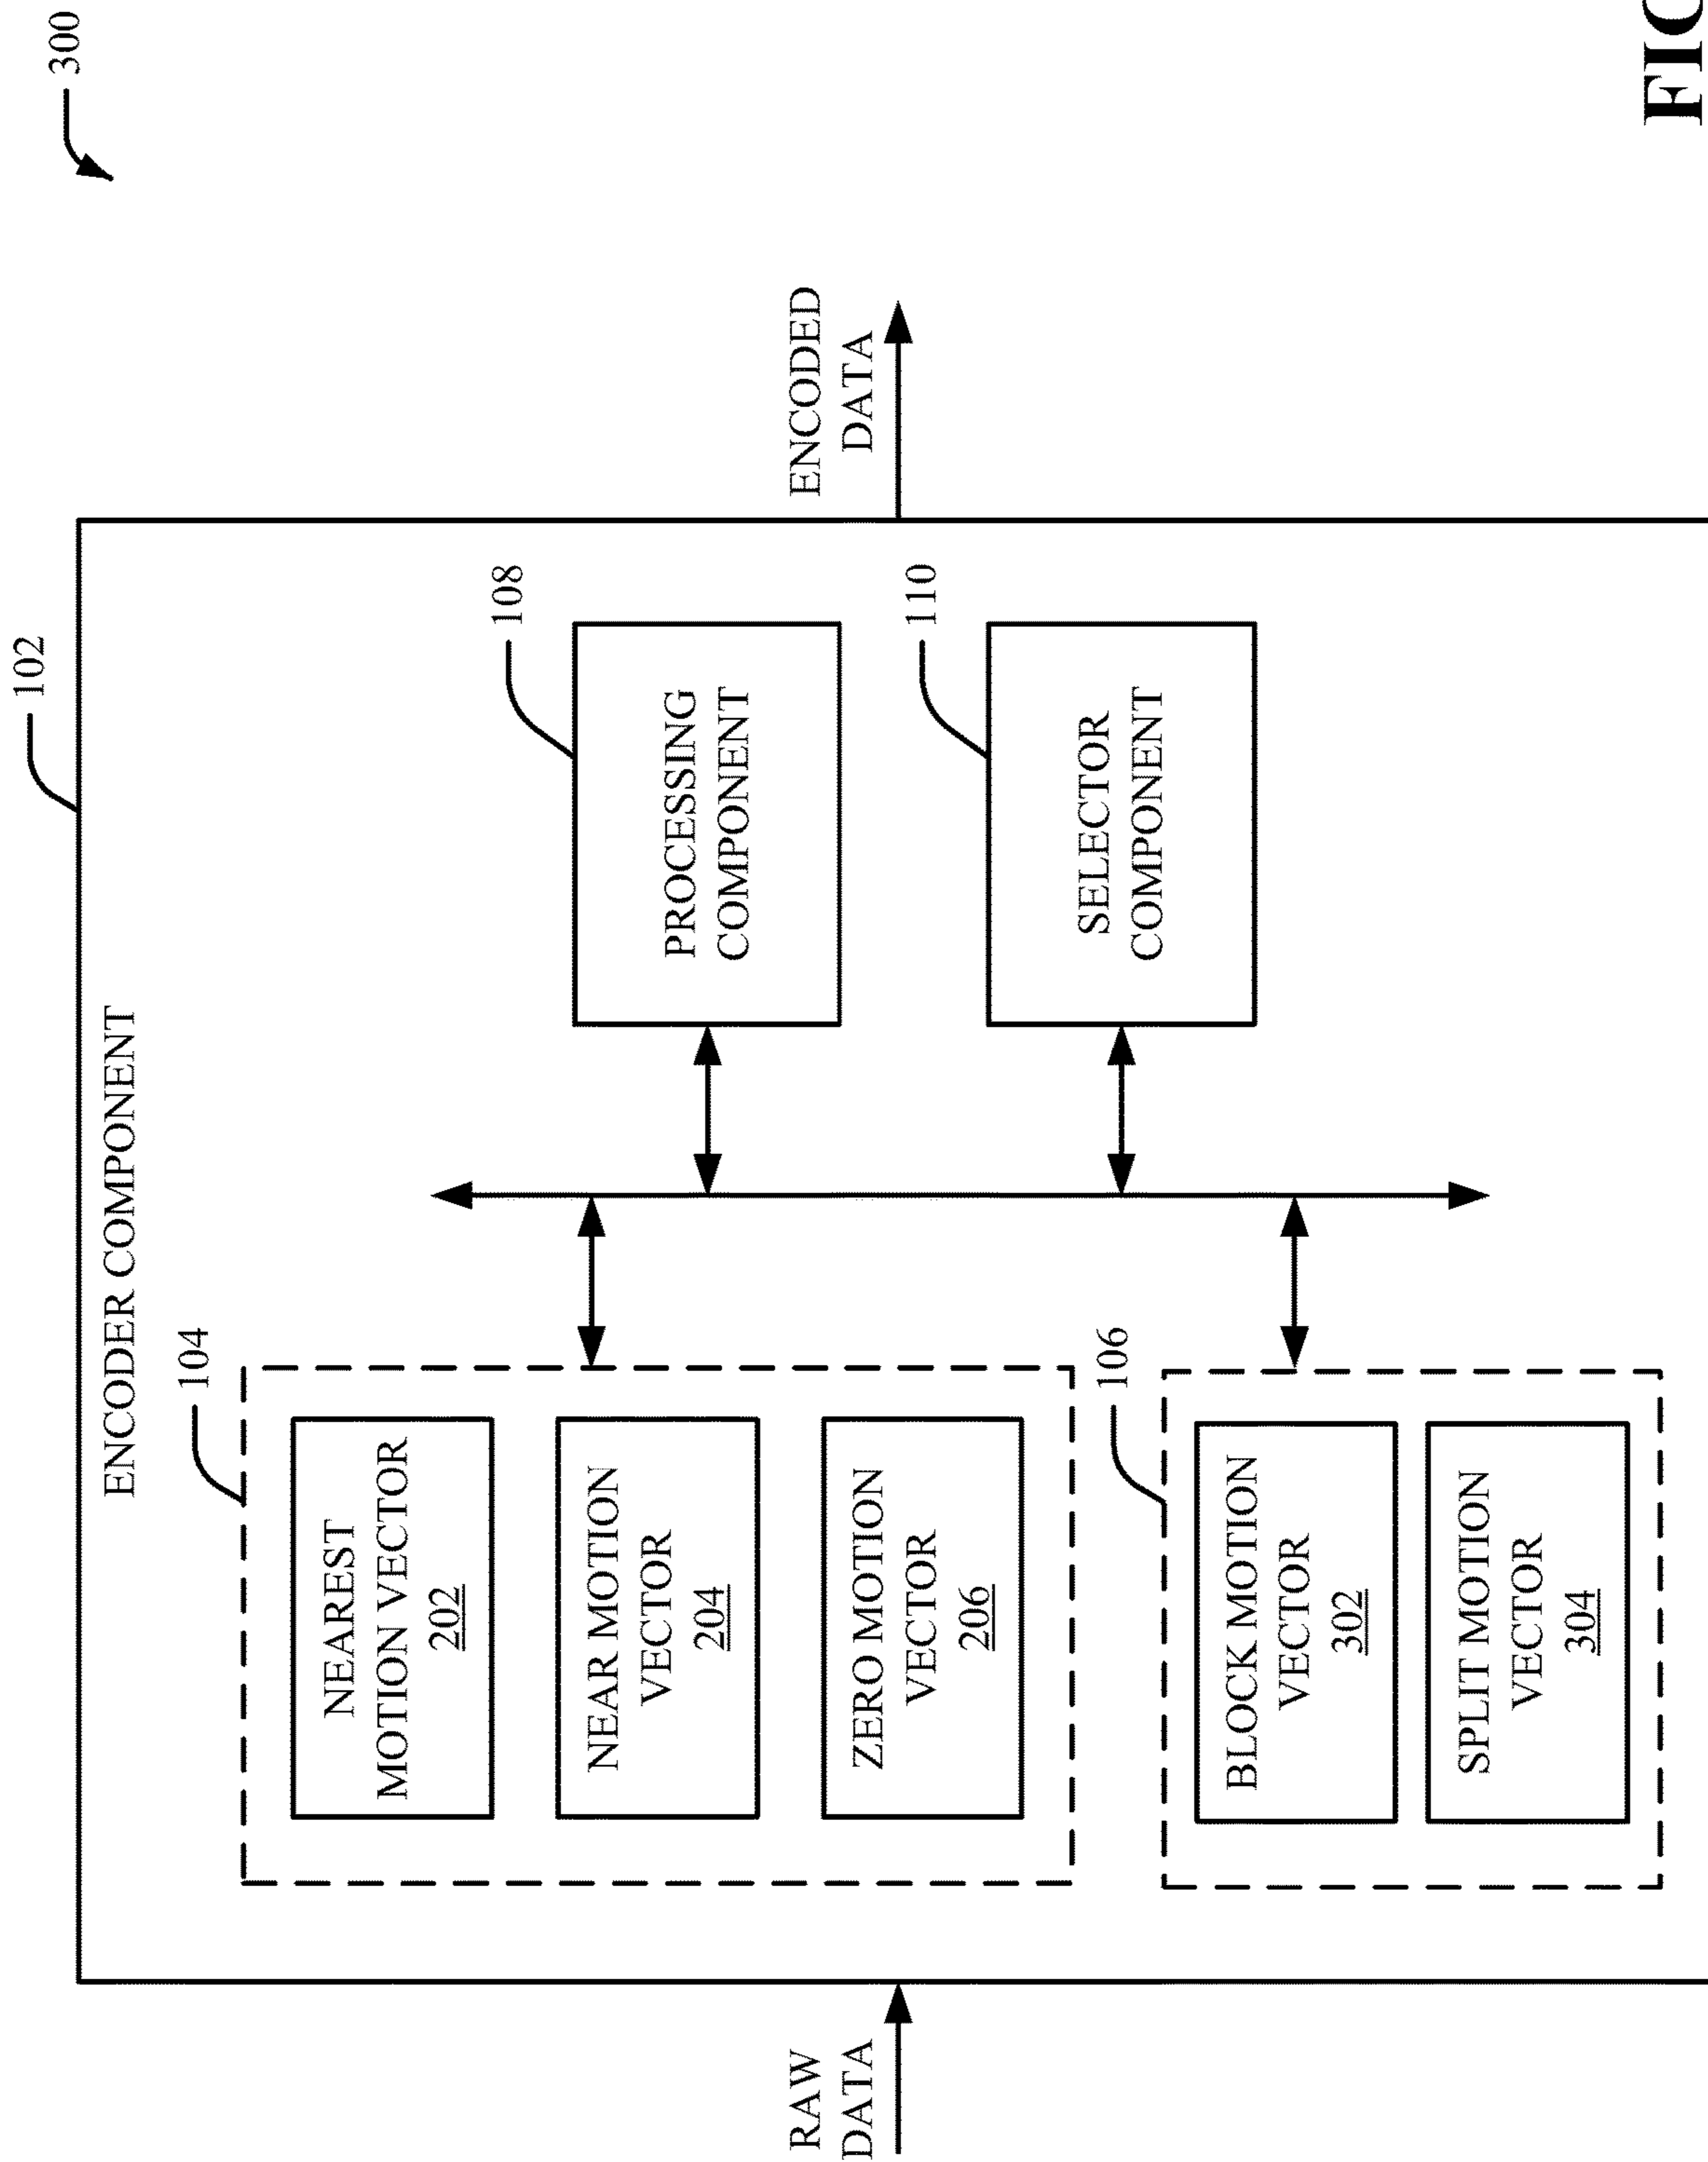 300
102
ENCODER COMPONENT
104
NEAREST
MOTION VECTOR
202
NEAR MOTION
VECTOR
204
ZERO MOTION
VECTOR
206
108
PROCESSING
COMPONENT
110
SELECTOR
COMPONENT
RAW
DATA
ENCODED
DATA
106
BLOCK MOTION
VECTOR
302
SPLIT MOTION
VECTOR
304